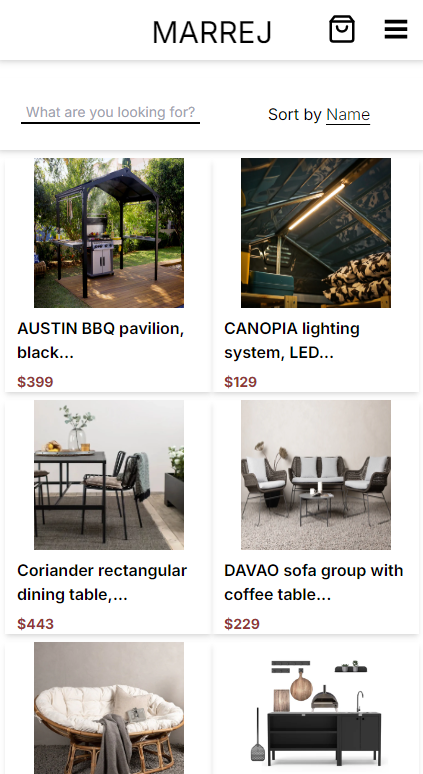 MARREJ
What are you looking for?
Sort by Name
AUSTIN BBQ pavilion,
black...
$399
CANOPIA lighting
system, LED...
$129
Coriander rectangular
dining table,...
$443
DAVAO sofa group with
coffee table...
$229